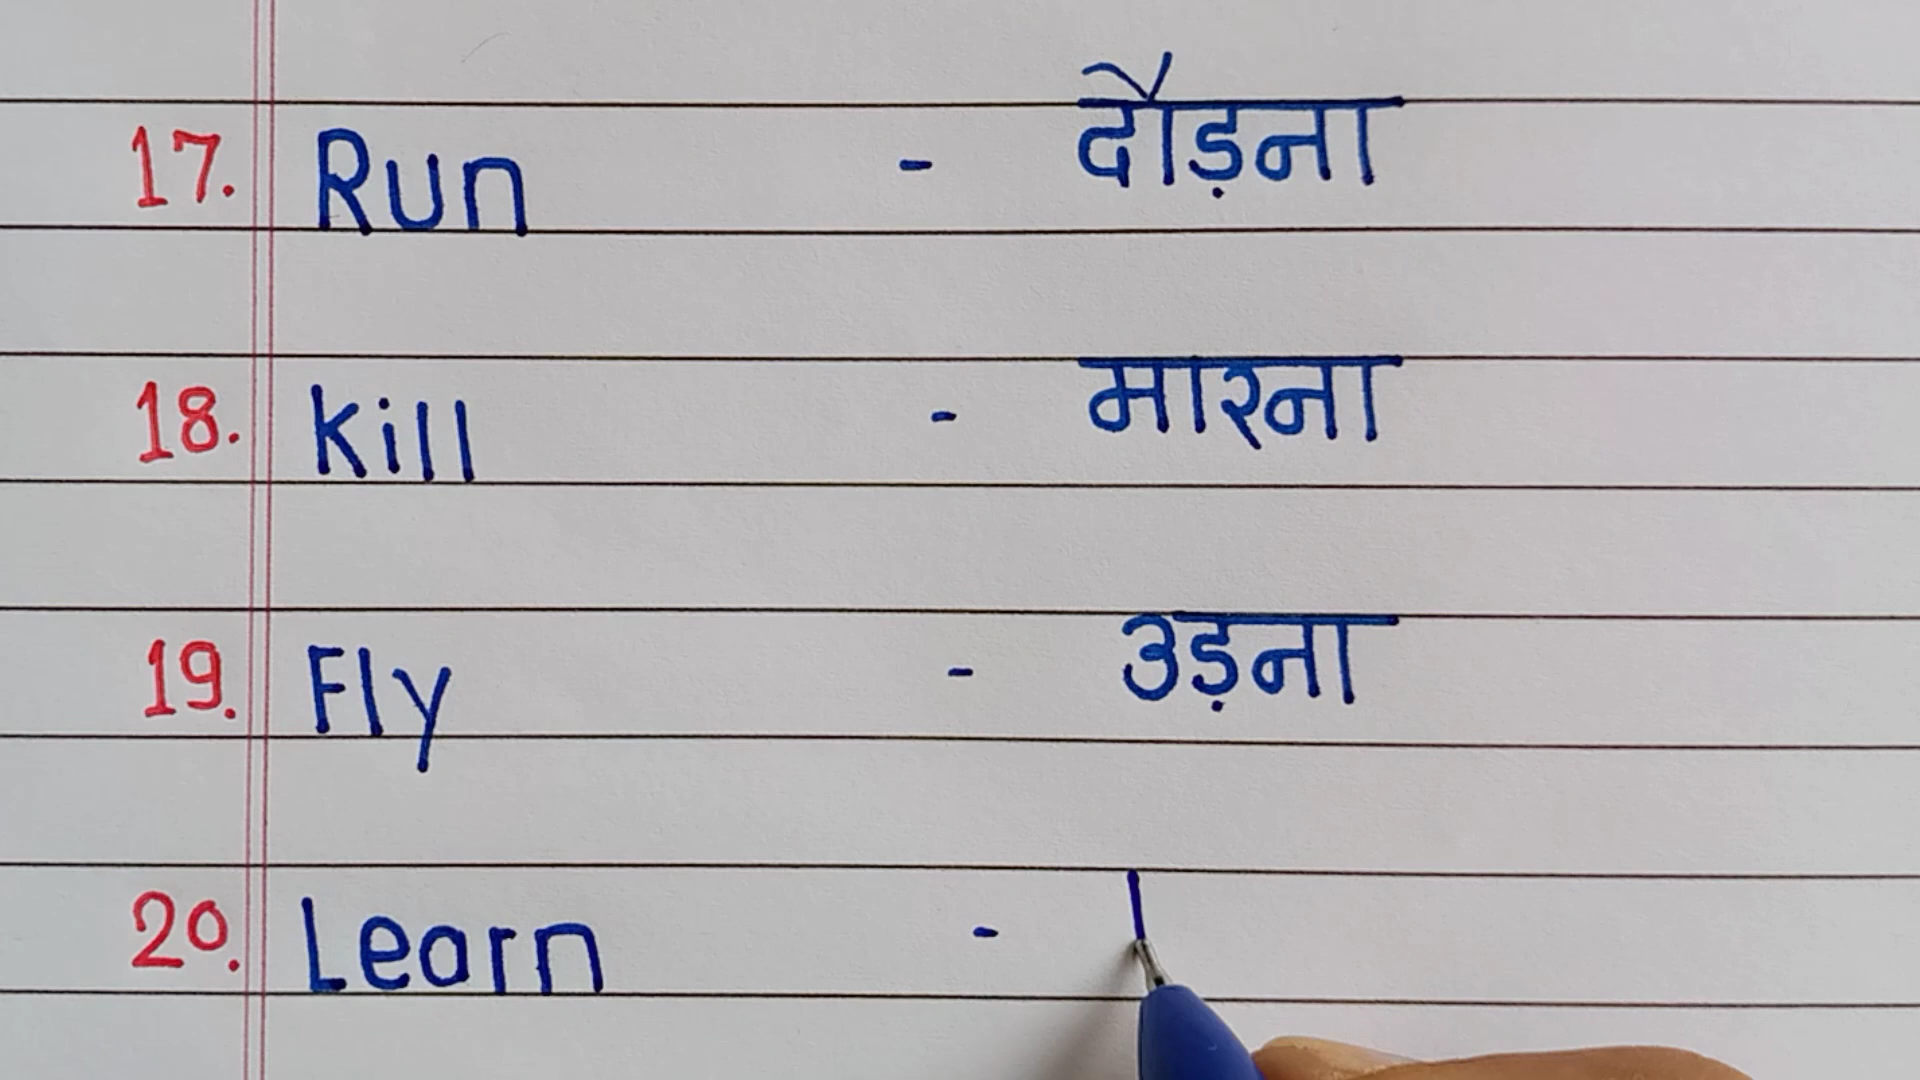 17. Run - दौड़ना
18. Kill - मारना
19. Fly - उड़ना
20. Learn -